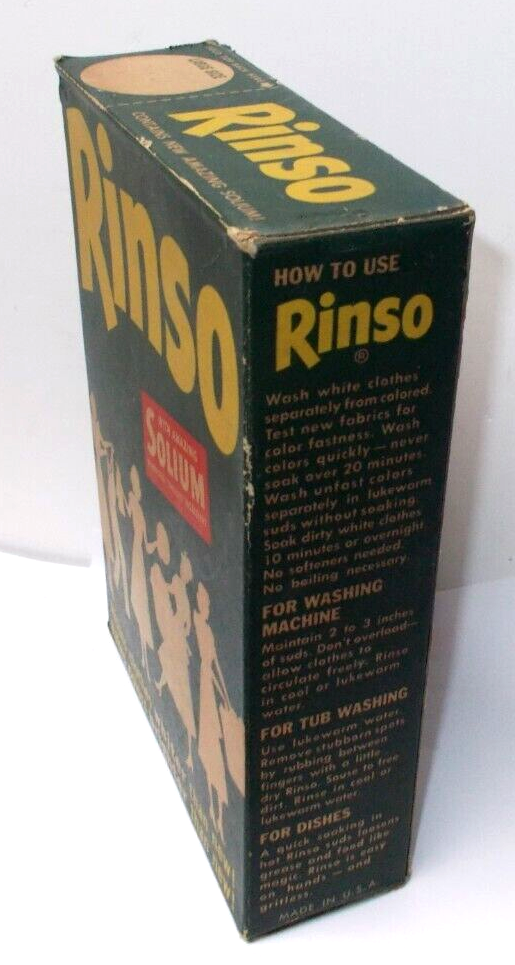 LARGE SIZE
Rinso
CONTAINS NEW AMAZING SOLIUM!
Rinso
WITH AMAZING
SOLIUM
HOW TO USE
Rinso
®
Wash white clothes
separately from colored.
Test new fabrics for
color fastness. Wash
colors quickly—never
soak over 20 minutes.
Wash unfast colors
separately in lukewarm
suds without soaking.
Soak dirty white clothes
10 minutes or overnight.
No softeners needed.
No boiling necessary.
FOR WASHING
MACHINE
Maintain 2 to 3 inches
of suds. Don't overload—
allow clothes to
circulate freely. Rinse
in cool or lukewarm
water.
FOR TUB WASHING
Use lukewarm water.
Remove stubborn spots
by rubbing between
fingers with a little
dry Rinso. Souse to free
dirt. Rinse in cool or
lukewarm water.
FOR DISHES
A quick soaking in
hot Rinso suds loosens
grease and food like
magic. Rinso is easy
on hands — and
gritless.
MADE IN U.S.A.